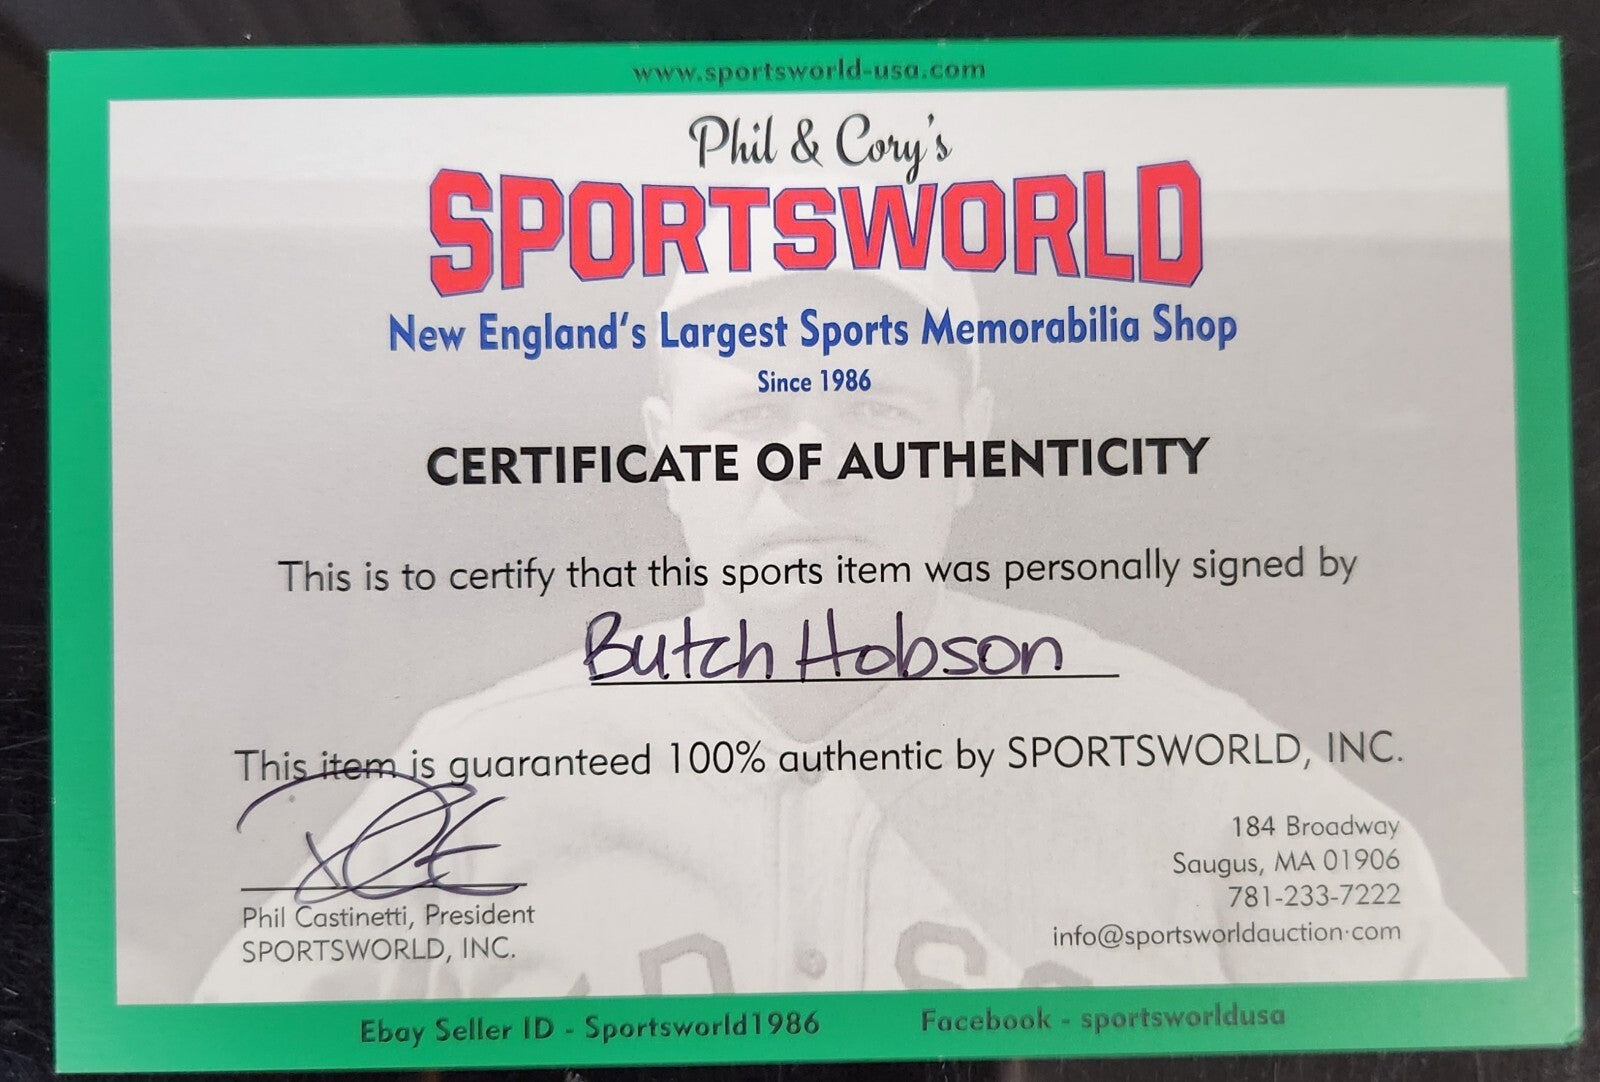 www.sportsworld-usa.com
Phil & Cory's
SPORTSWORLD
New England's Largest Sports Memorabilia Shop
Since 1986
CERTIFICATE OF AUTHENTICITY
This is to certify that this sports item was personally signed by
Butch Hobson
This item is guaranteed 100% authentic by SPORTSWORLD, INC.
Phil Castinetti, President
SPORTSWORLD, INC.
184 Broadway
Saugus, MA 01906
781-233-7222
info@sportsworldauction·com
Ebay Seller ID - Sportsworld1986
Facebook - sportsworldusa